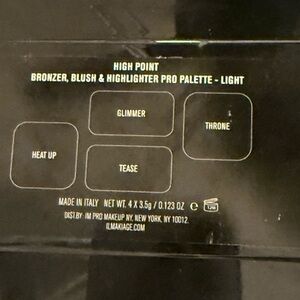 HIGH POINT
BRONZER, BLUSH & HIGHLIGHTER PRO PALETTE - LIGHT
GLIMMER
THRONE
HEAT UP
TEASE
MADE IN ITALY NET WT. 4 X 3.5g / 0.123 OZ ℮ 12M
DIST.BY: IM PRO MAKEUP NY, NEW YORK, NY 10012.
ILMAKIAGE.COM